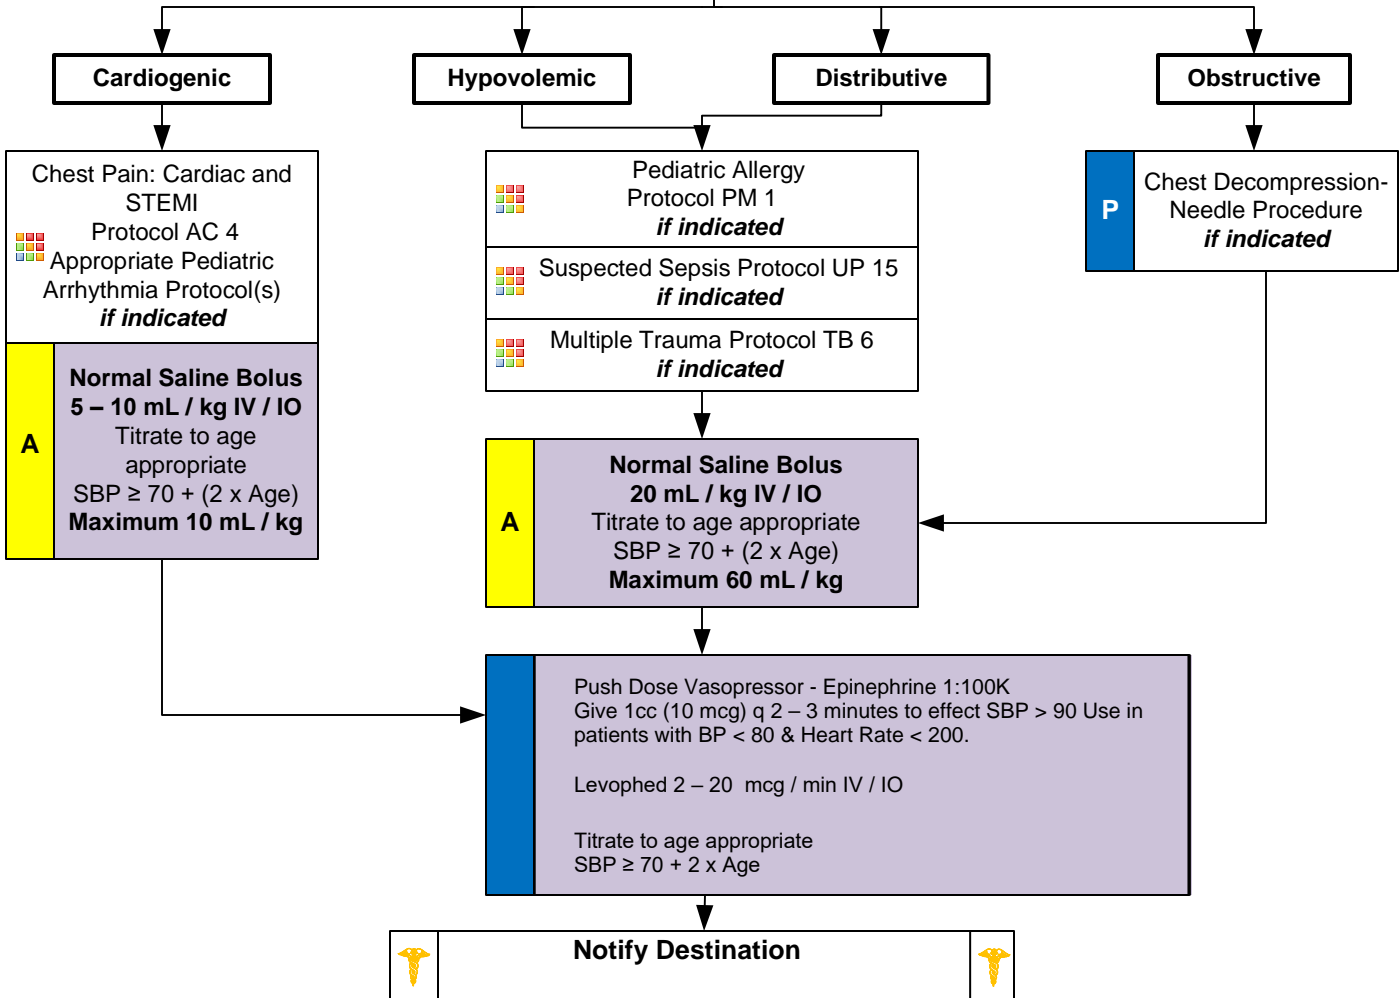 Cardiogenic
Hypovolemic
Distributive
Obstructive
Chest Pain: Cardiac and
STEMI
Protocol AC 4
Appropriate Pediatric
Arrhythmia Protocol(s)
if indicated
A
Normal Saline Bolus
5 – 10 mL / kg IV / IO
Titrate to age
appropriate
SBP ≥ 70 + (2 x Age)
Maximum 10 mL / kg
Pediatric Allergy
Protocol PM 1
if indicated
Suspected Sepsis Protocol UP 15
if indicated
Multiple Trauma Protocol TB 6
if indicated
P
Chest Decompression-
Needle Procedure
if indicated
A
Normal Saline Bolus
20 mL / kg IV / IO
Titrate to age appropriate
SBP ≥ 70 + (2 x Age)
Maximum 60 mL / kg
Push Dose Vasopressor - Epinephrine 1:100K
Give 1cc (10 mcg) q 2 – 3 minutes to effect SBP > 90 Use in
patients with BP < 80 & Heart Rate < 200.
Levophed 2 – 20 mcg / min IV / IO
Titrate to age appropriate
SBP ≥ 70 + 2 x Age
Notify Destination